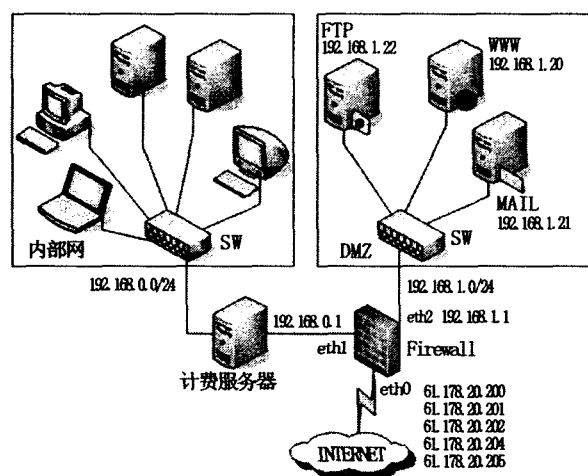 FTP
192.168.1.22
WWW
192.168.1.20
MAIL
192.168.1.21
内部网
SW
DMZ
SW
192.168.0.0/24
192.168.1.0/24
192.168.0.1
eth2 192.168.1.1
eth1
Firewall
计费服务器
eth0
61.178.20.200
61.178.20.201
61.178.20.202
61.178.20.204
61.178.20.205
INTERNET